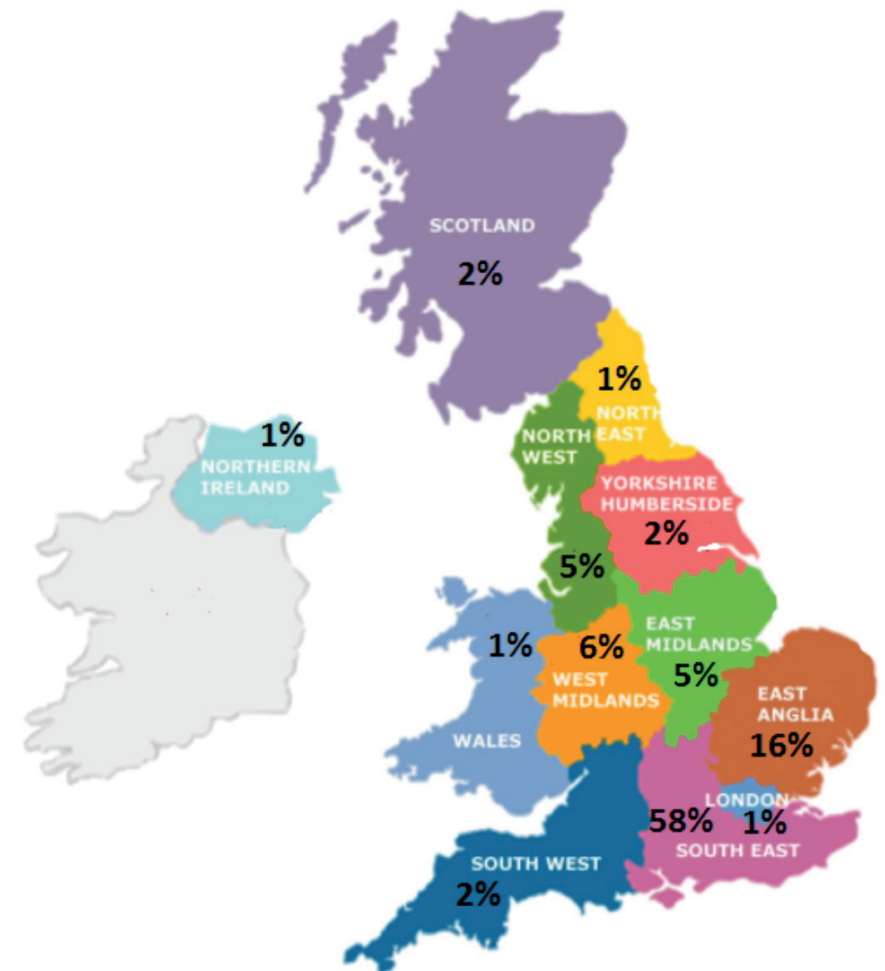 SCOTLAND
2%
1%
NORTH
EAST
NORTH
WEST
1%
NORTHERN
IRELAND
YORKSHIRE
HUMBERSIDE
2%
5%
EAST
MIDLANDS
5%
1%
6%
WEST
MIDLANDS
EAST
ANGLIA
16%
WALES
LONDON
58%
1%
SOUTH EAST
SOUTH WEST
2%